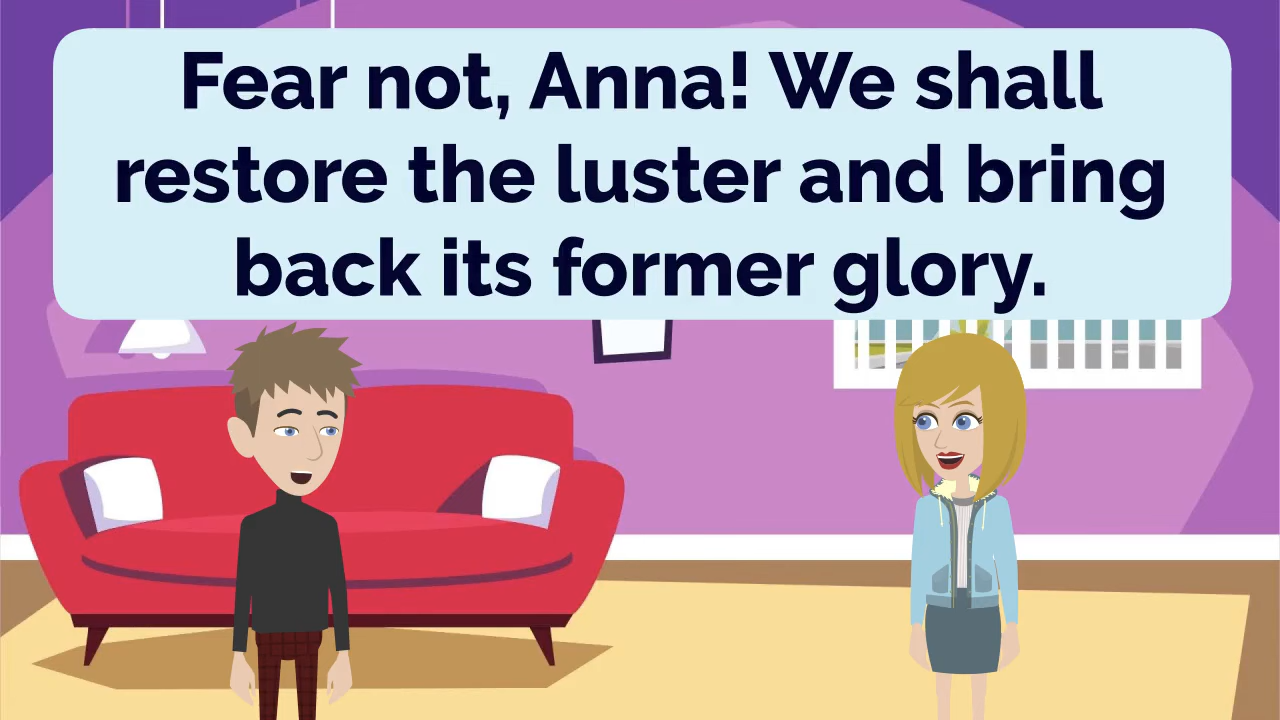 Fear not, Anna! We shall
restore the luster and bring
back its former glory.